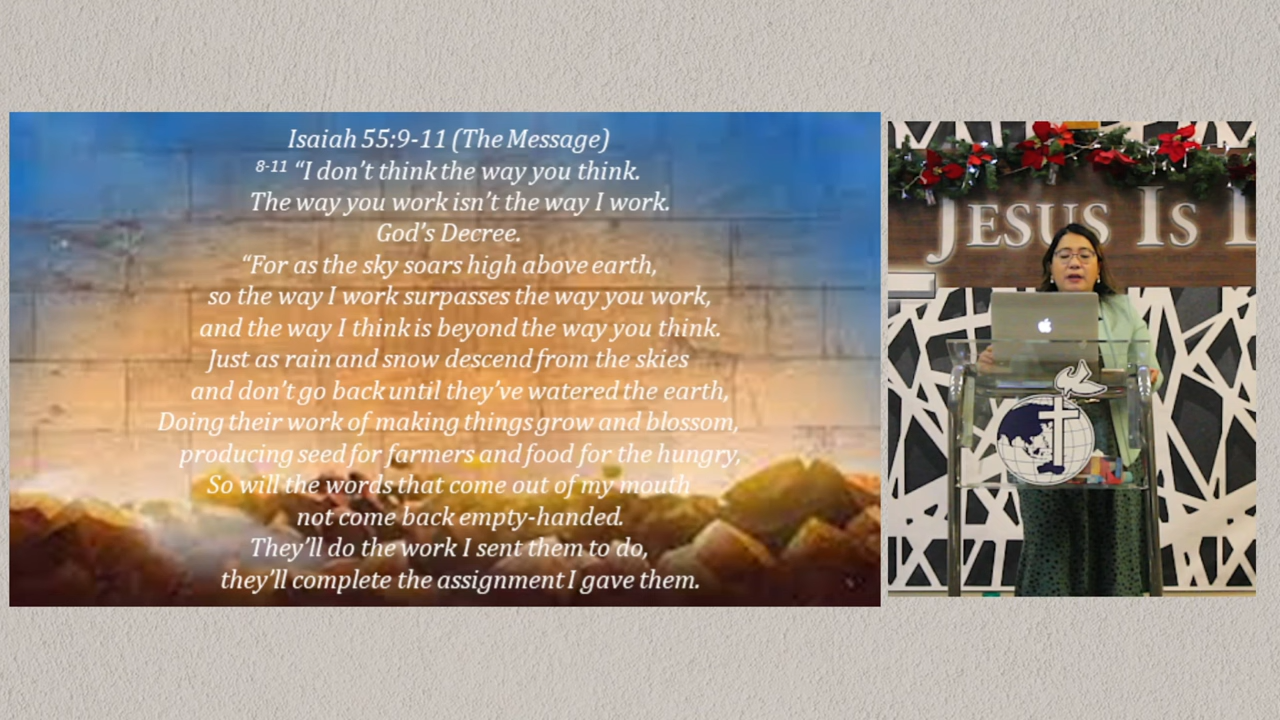 Isaiah 55:9-11 (The Message)
8-11 “I don’t think the way you think.
The way you work isn’t the way I work.
God’s Decree.
“For as the sky soars high above earth,
so the way I work surpasses the way you work,
and the way I think is beyond the way you think.
Just as rain and snow descend from the skies
and don’t go back until they’ve watered the earth,
Doing their work of making things grow and blossom,
producing seed for farmers and food for the hungry,
So will the words that come out of my mouth
not come back empty-handed.
They’ll do the work I sent them to do,
they’ll complete the assignment I gave them.
JESUS IS L